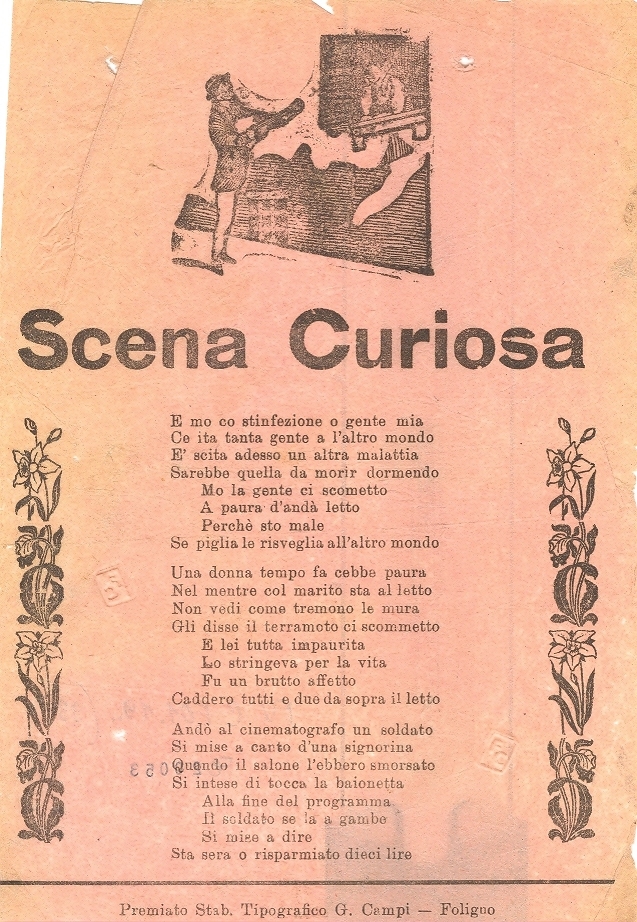 Scena Curiosa
E mo co stinfezione o gente mia
Ce ita tanta gente a l'altro mondo
E' scita adesso un altra malattia
Sarebbe quella da morir dormendo
Mo la gente ci scometto
A paura d'andà letto
Perchè sto male
Se piglia le risveglia all'altro mondo
Una donna tempo fa cebbe paura
Nel mentre col marito sta al letto
Non vedi come tremono le mura
Gli disse il terramoto ci scommetto
E lei tutta impaurita
Lo stringeva per la vita
Fu un brutto affetto
Caddero tutti e due da sopra il letto
Andò al cinematografo un soldato
Si mise a canto d'una signorina
Quando il salone l'ebbero smorsato
Si intese di tocca la baionetta
Alla fine del programma
Il soldato se la a gambe
Si mise a dire
Sta sera o risparmiato dieci lire
Premiato Stab. Tipografico G. Campi — Foligno